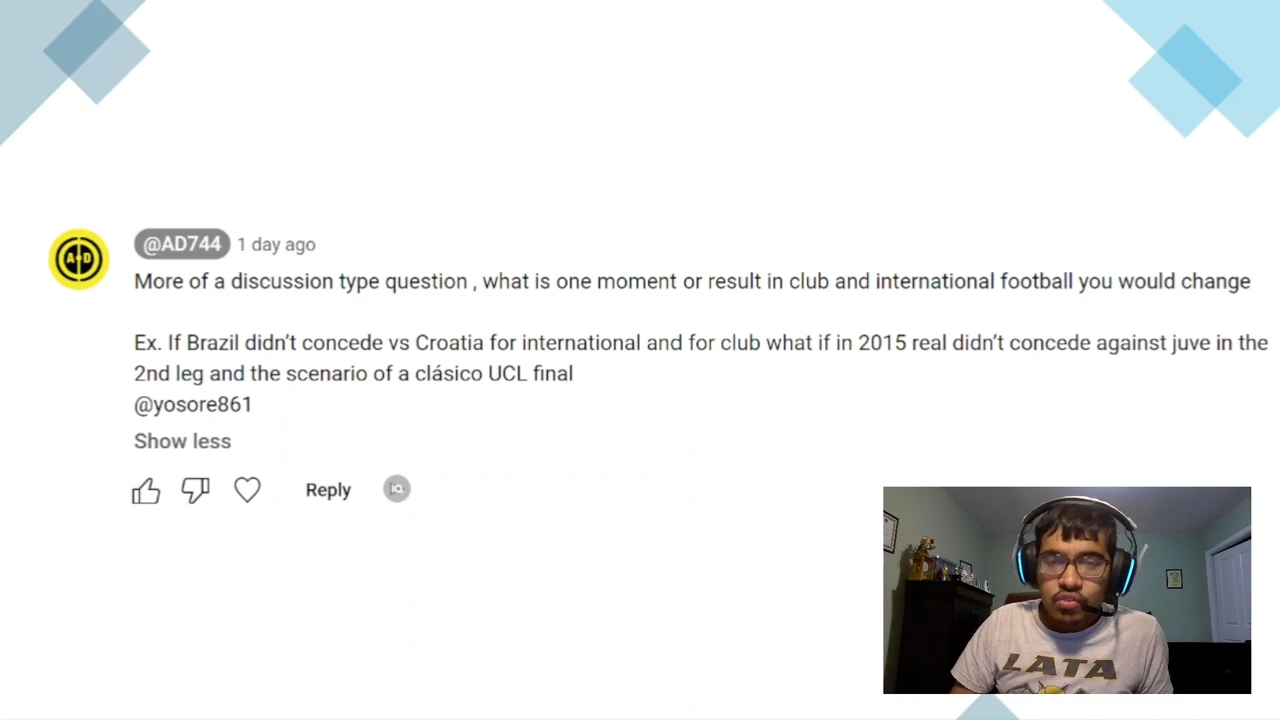 A D
@AD744 1 day ago
More of a discussion type question , what is one moment or result in club and international football you would change
Ex. If Brazil didn’t concede vs Croatia for international and for club what if in 2015 real didn’t concede against juve in the
2nd leg and the scenario of a clásico UCL final
@yosore861
Show less
Reply
LATA